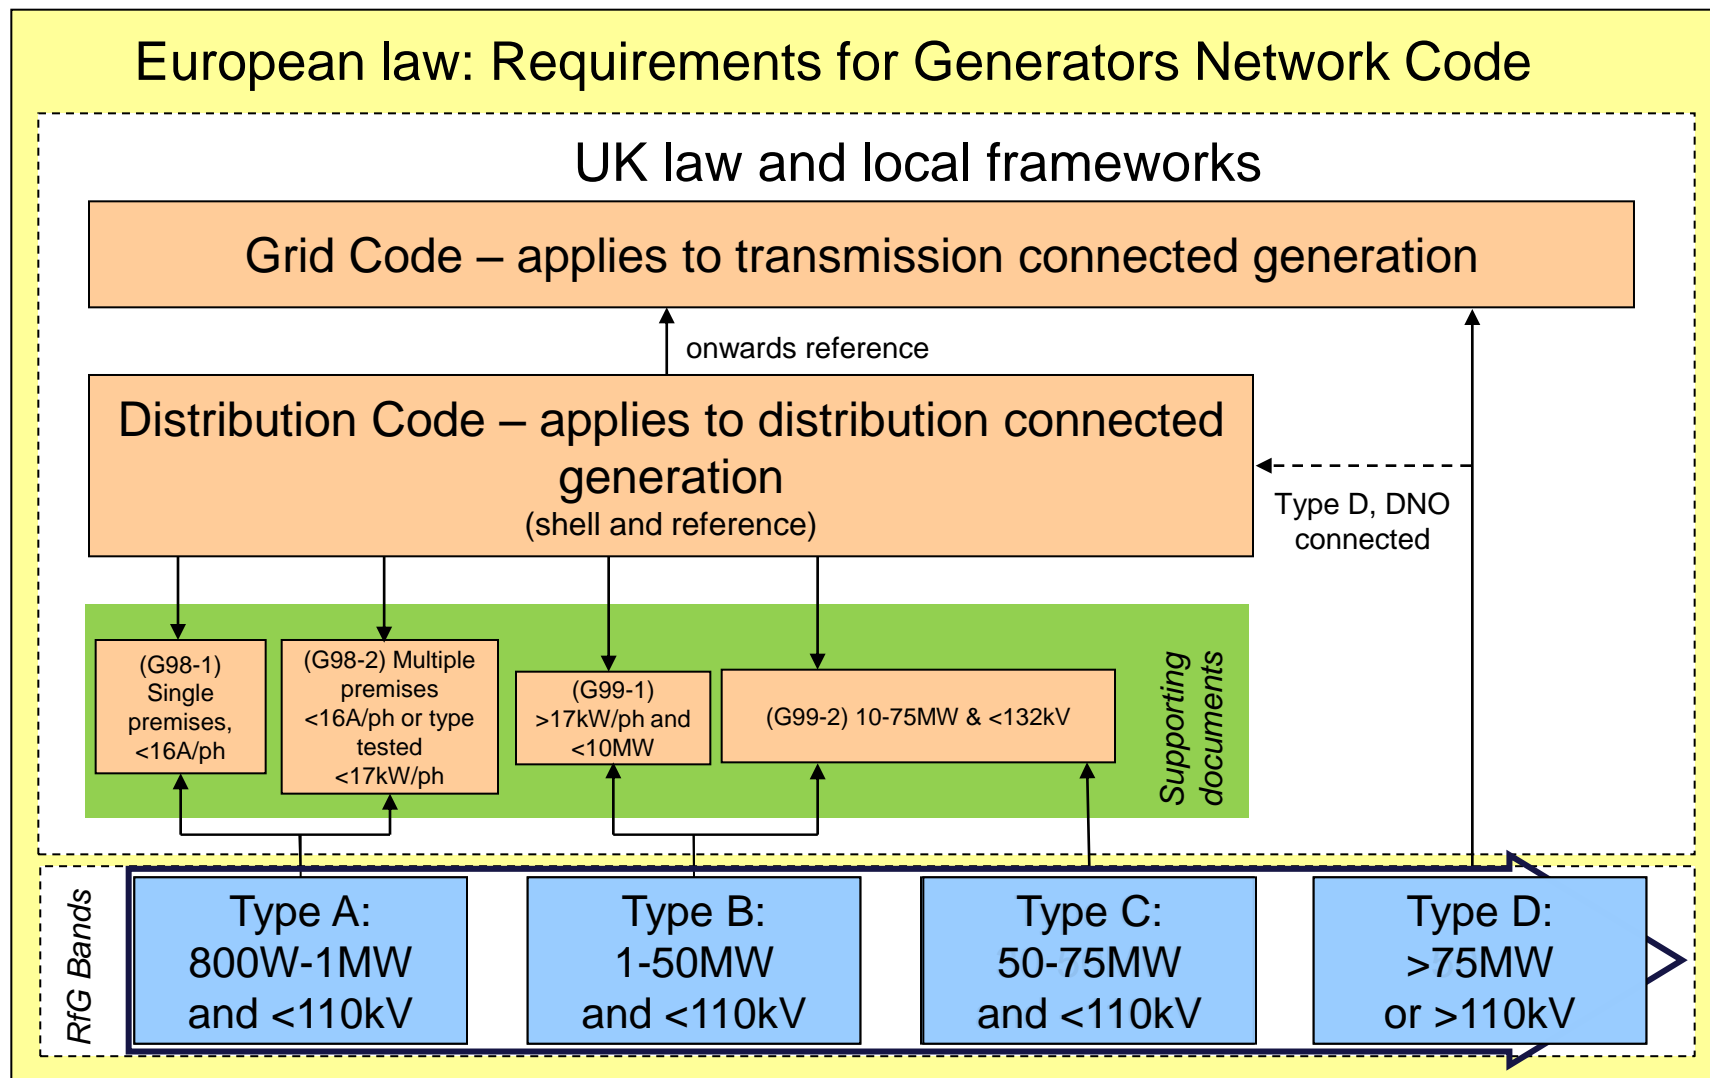 European law: Requirements for Generators Network Code
UK law and local frameworks
Grid Code – applies to transmission connected generation
onwards reference
Distribution Code – applies to distribution connected
generation
(shell and reference)
Type D, DNO
connected
(G98-1)
Single
premises,
<16A/ph
(G98-2) Multiple
premises
<16A/ph or type
tested
<17kW/ph
(G99-1)
>17kW/ph and
<10MW
(G99-2) 10-75MW & <132kV
Supporting
documents
RfG Bands
Type A:
800W-1MW
and <110kV
Type B:
1-50MW
and <110kV
Type C:
50-75MW
and <110kV
Type D:
>75MW
or >110kV